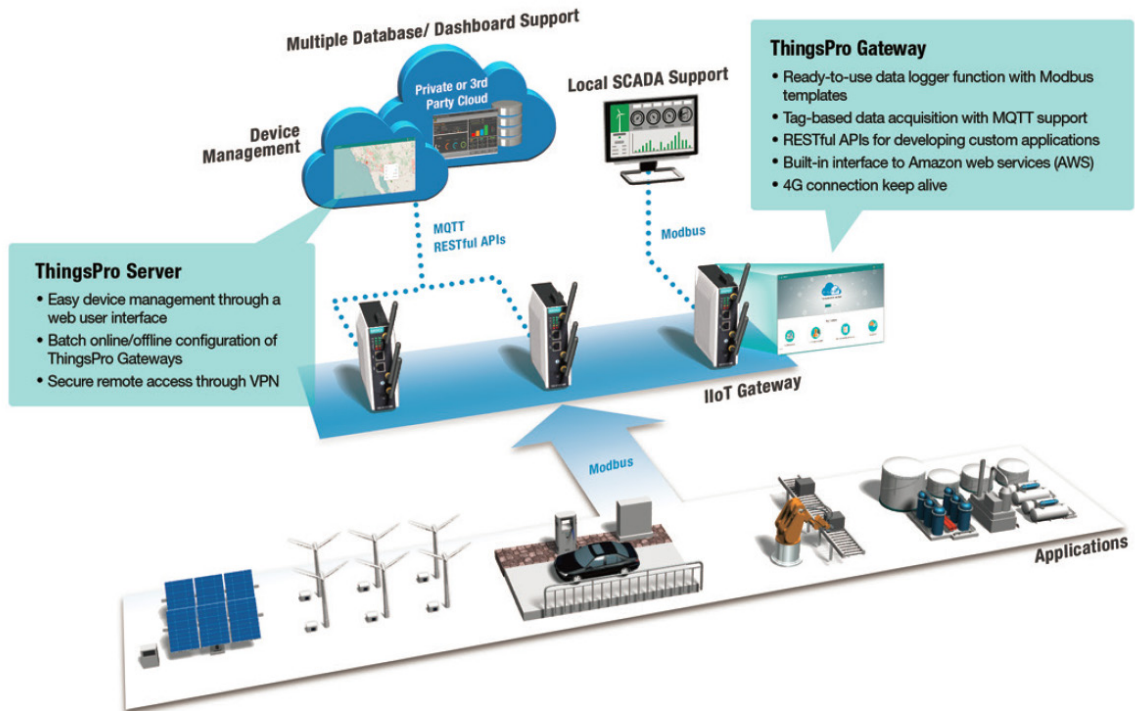 Multiple Database/ Dashboard Support
Private or 3rd
Party Cloud
Device
Management
Local SCADA Support
ThingsPro Gateway
• Ready-to-use data logger function with Modbus
templates
• Tag-based data acquisition with MQTT support
• RESTful APIs for developing custom applications
• Built-in interface to Amazon web services (AWS)
• 4G connection keep alive
MQTT
RESTful APIs
Modbus
ThingsPro Server
• Easy device management through a
web user interface
• Batch online/offline configuration of
ThingsPro Gateways
• Secure remote access through VPN
IIoT Gateway
Modbus
Applications